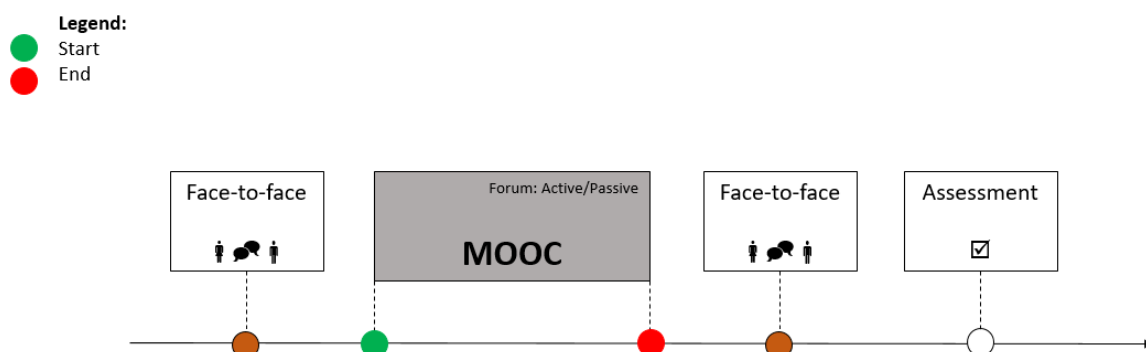 Legend:
Start
End
Face-to-face
Forum: Active/Passive
MOOC
Face-to-face
Assessment